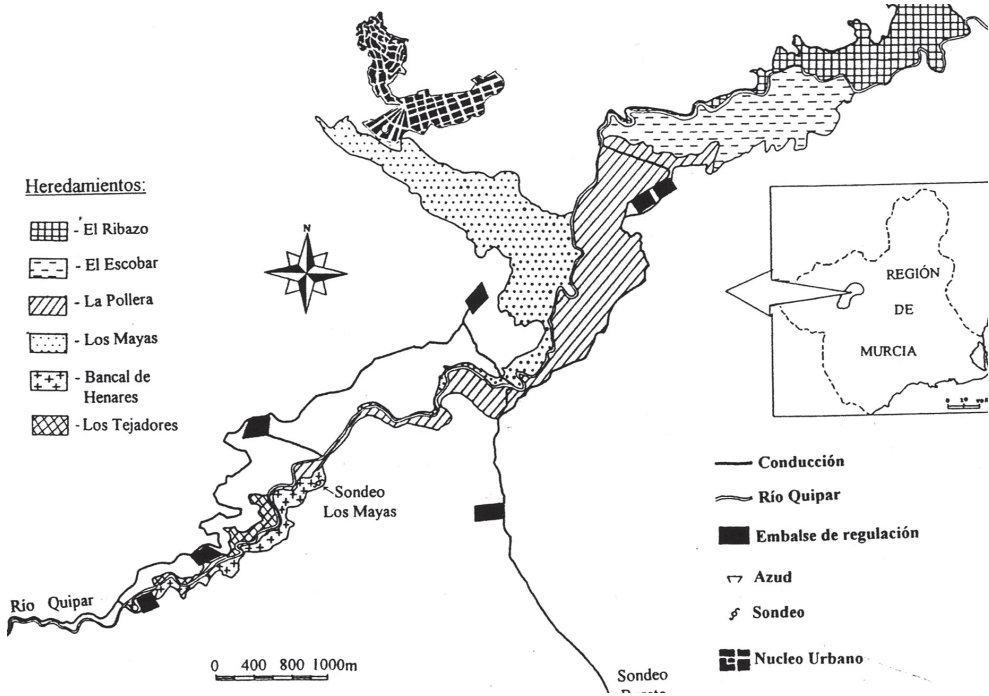 Heredamientos:
- El Ribazo
- El Escobar
- La Pollera
- Los Mayas
- Bancal de
Henares
- Los Tejadores
N
REGIÓN
DE
MURCIA
Sondeo
Los Mayas
Río Quipar
0 400 800 1000m
Sondeo
Conducción
Río Quipar
Embalse de regulación
Azud
Sondeo
Nucleo Urbano